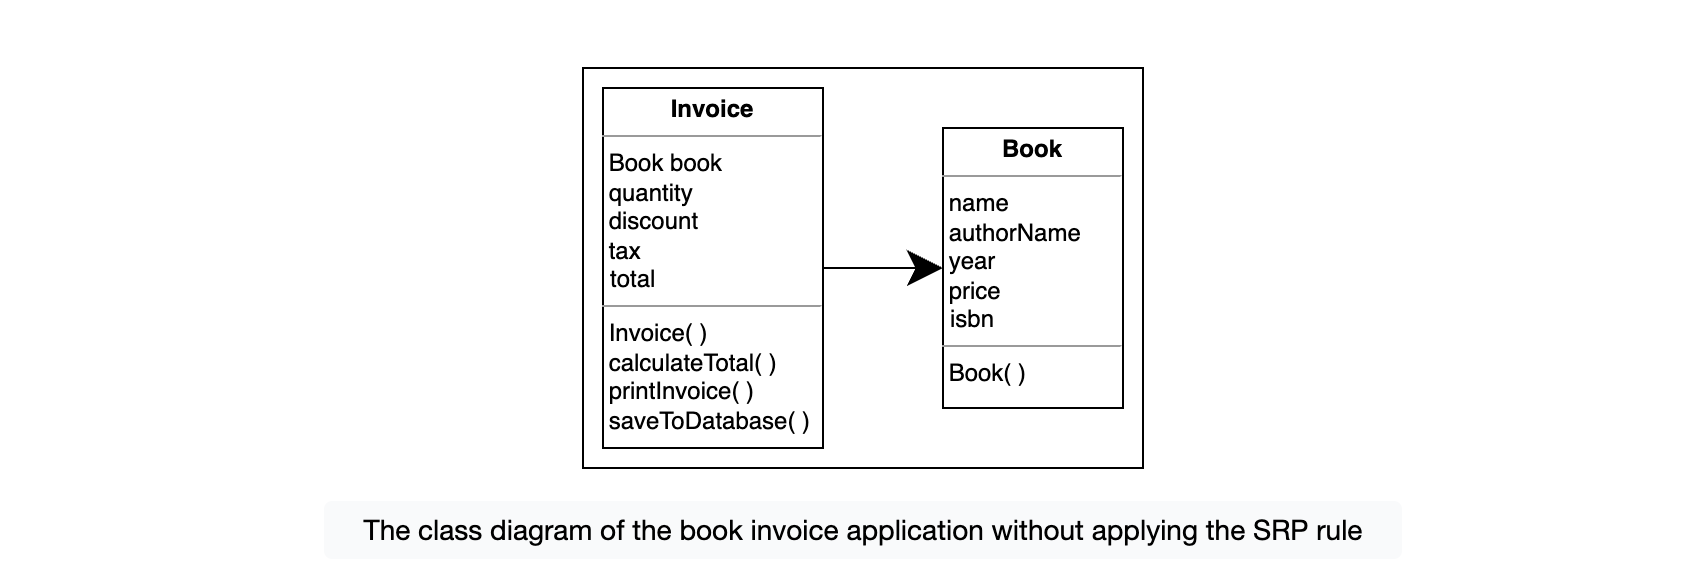 Invoice
Book book
quantity
discount
tax
total
Invoice( )
calculateTotal( )
printInvoice( )
saveToDatabase( )
Book
name
authorName
year
price
isbn
Book( )
The class diagram of the book invoice application without applying the SRP rule